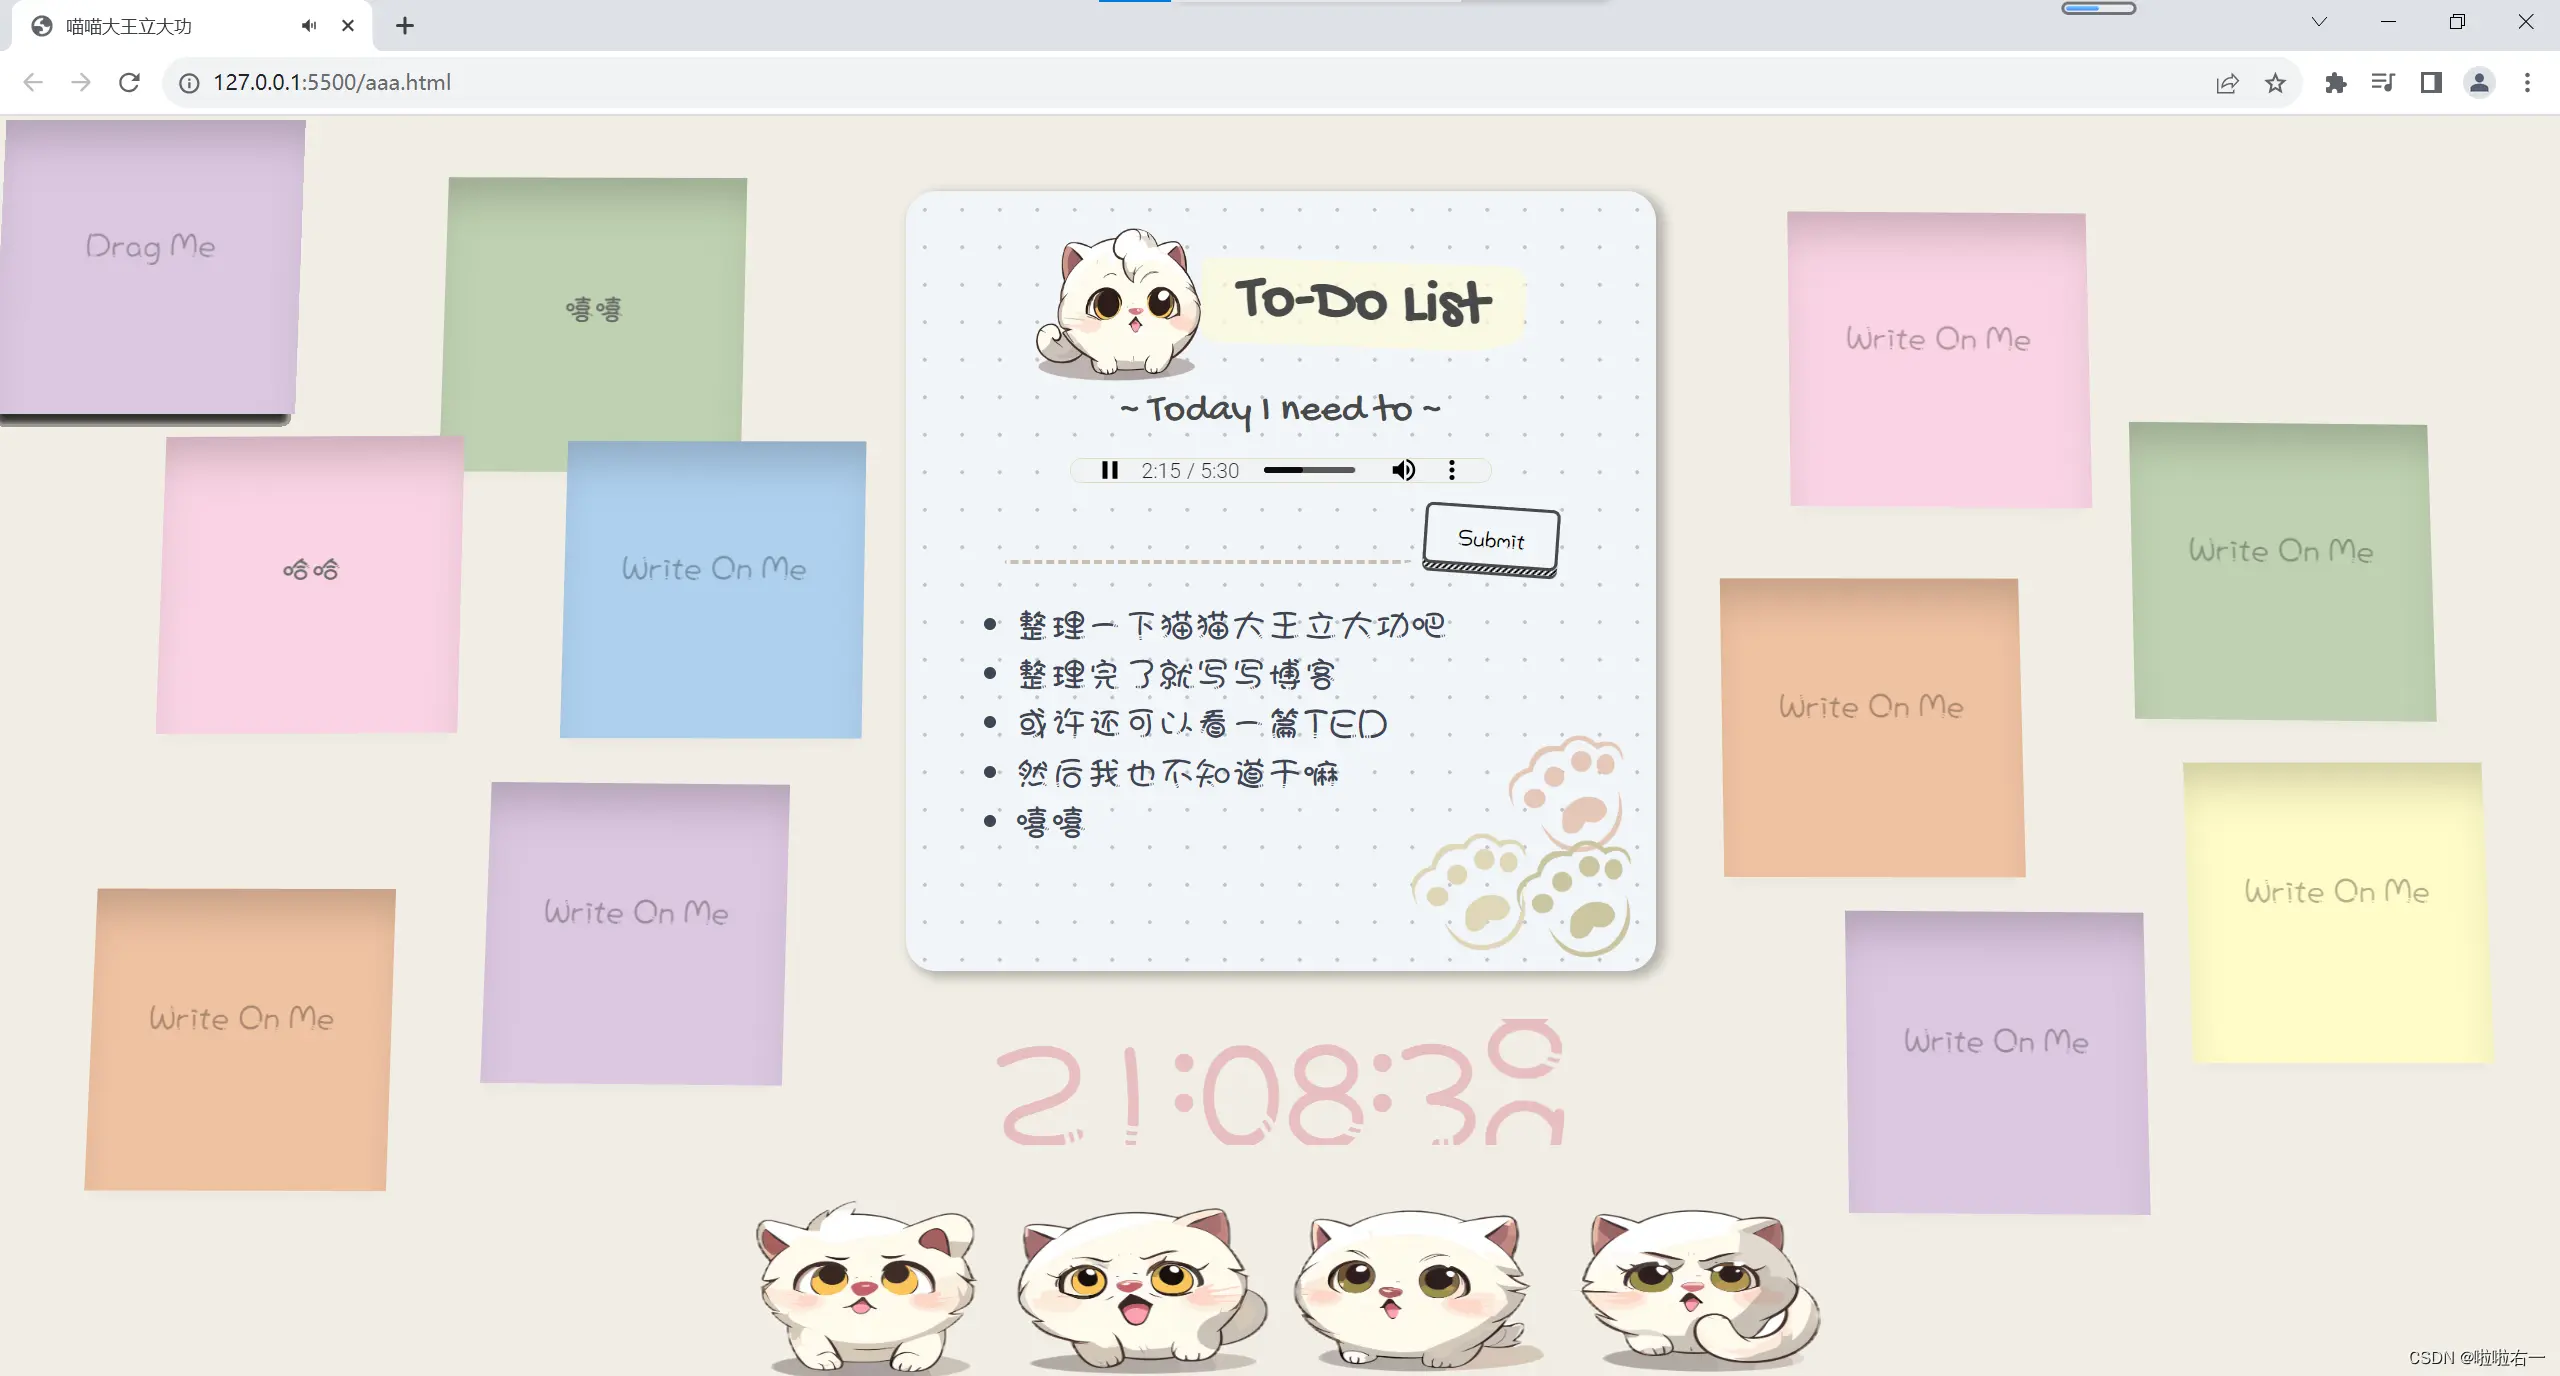 喵喵大王立大功
127.0.0.1:5500/aaa.html
Drag Me
嘻嘻
哈哈
Write On Me
Write On Me
Write On Me
To-Do List
~ Today I need to ~
2:15 / 5:30
Submit
整理一下猫猫大王立大功吧
整理完了就写写博客
或许还可以看一篇TED
然后我也不知道干嘛
嘻嘻
21:08:3
Write On Me
Write On Me
Write On Me
Write On Me
Write On Me
CSDN @啦啦右一